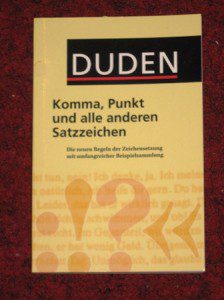 DUDEN
Komma, Punkt
und alle anderen
Satzzeichen
Die neuen Regeln der Zeichensetzung
mit umfangreicher Beispielsammlung
.!?«